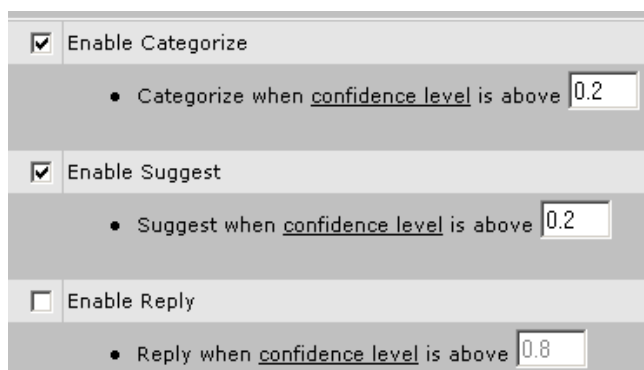 Enable Categorize
• Categorize when confidence level is above 0.2
Enable Suggest
• Suggest when confidence level is above 0.2
Enable Reply
• Reply when confidence level is above 0.8